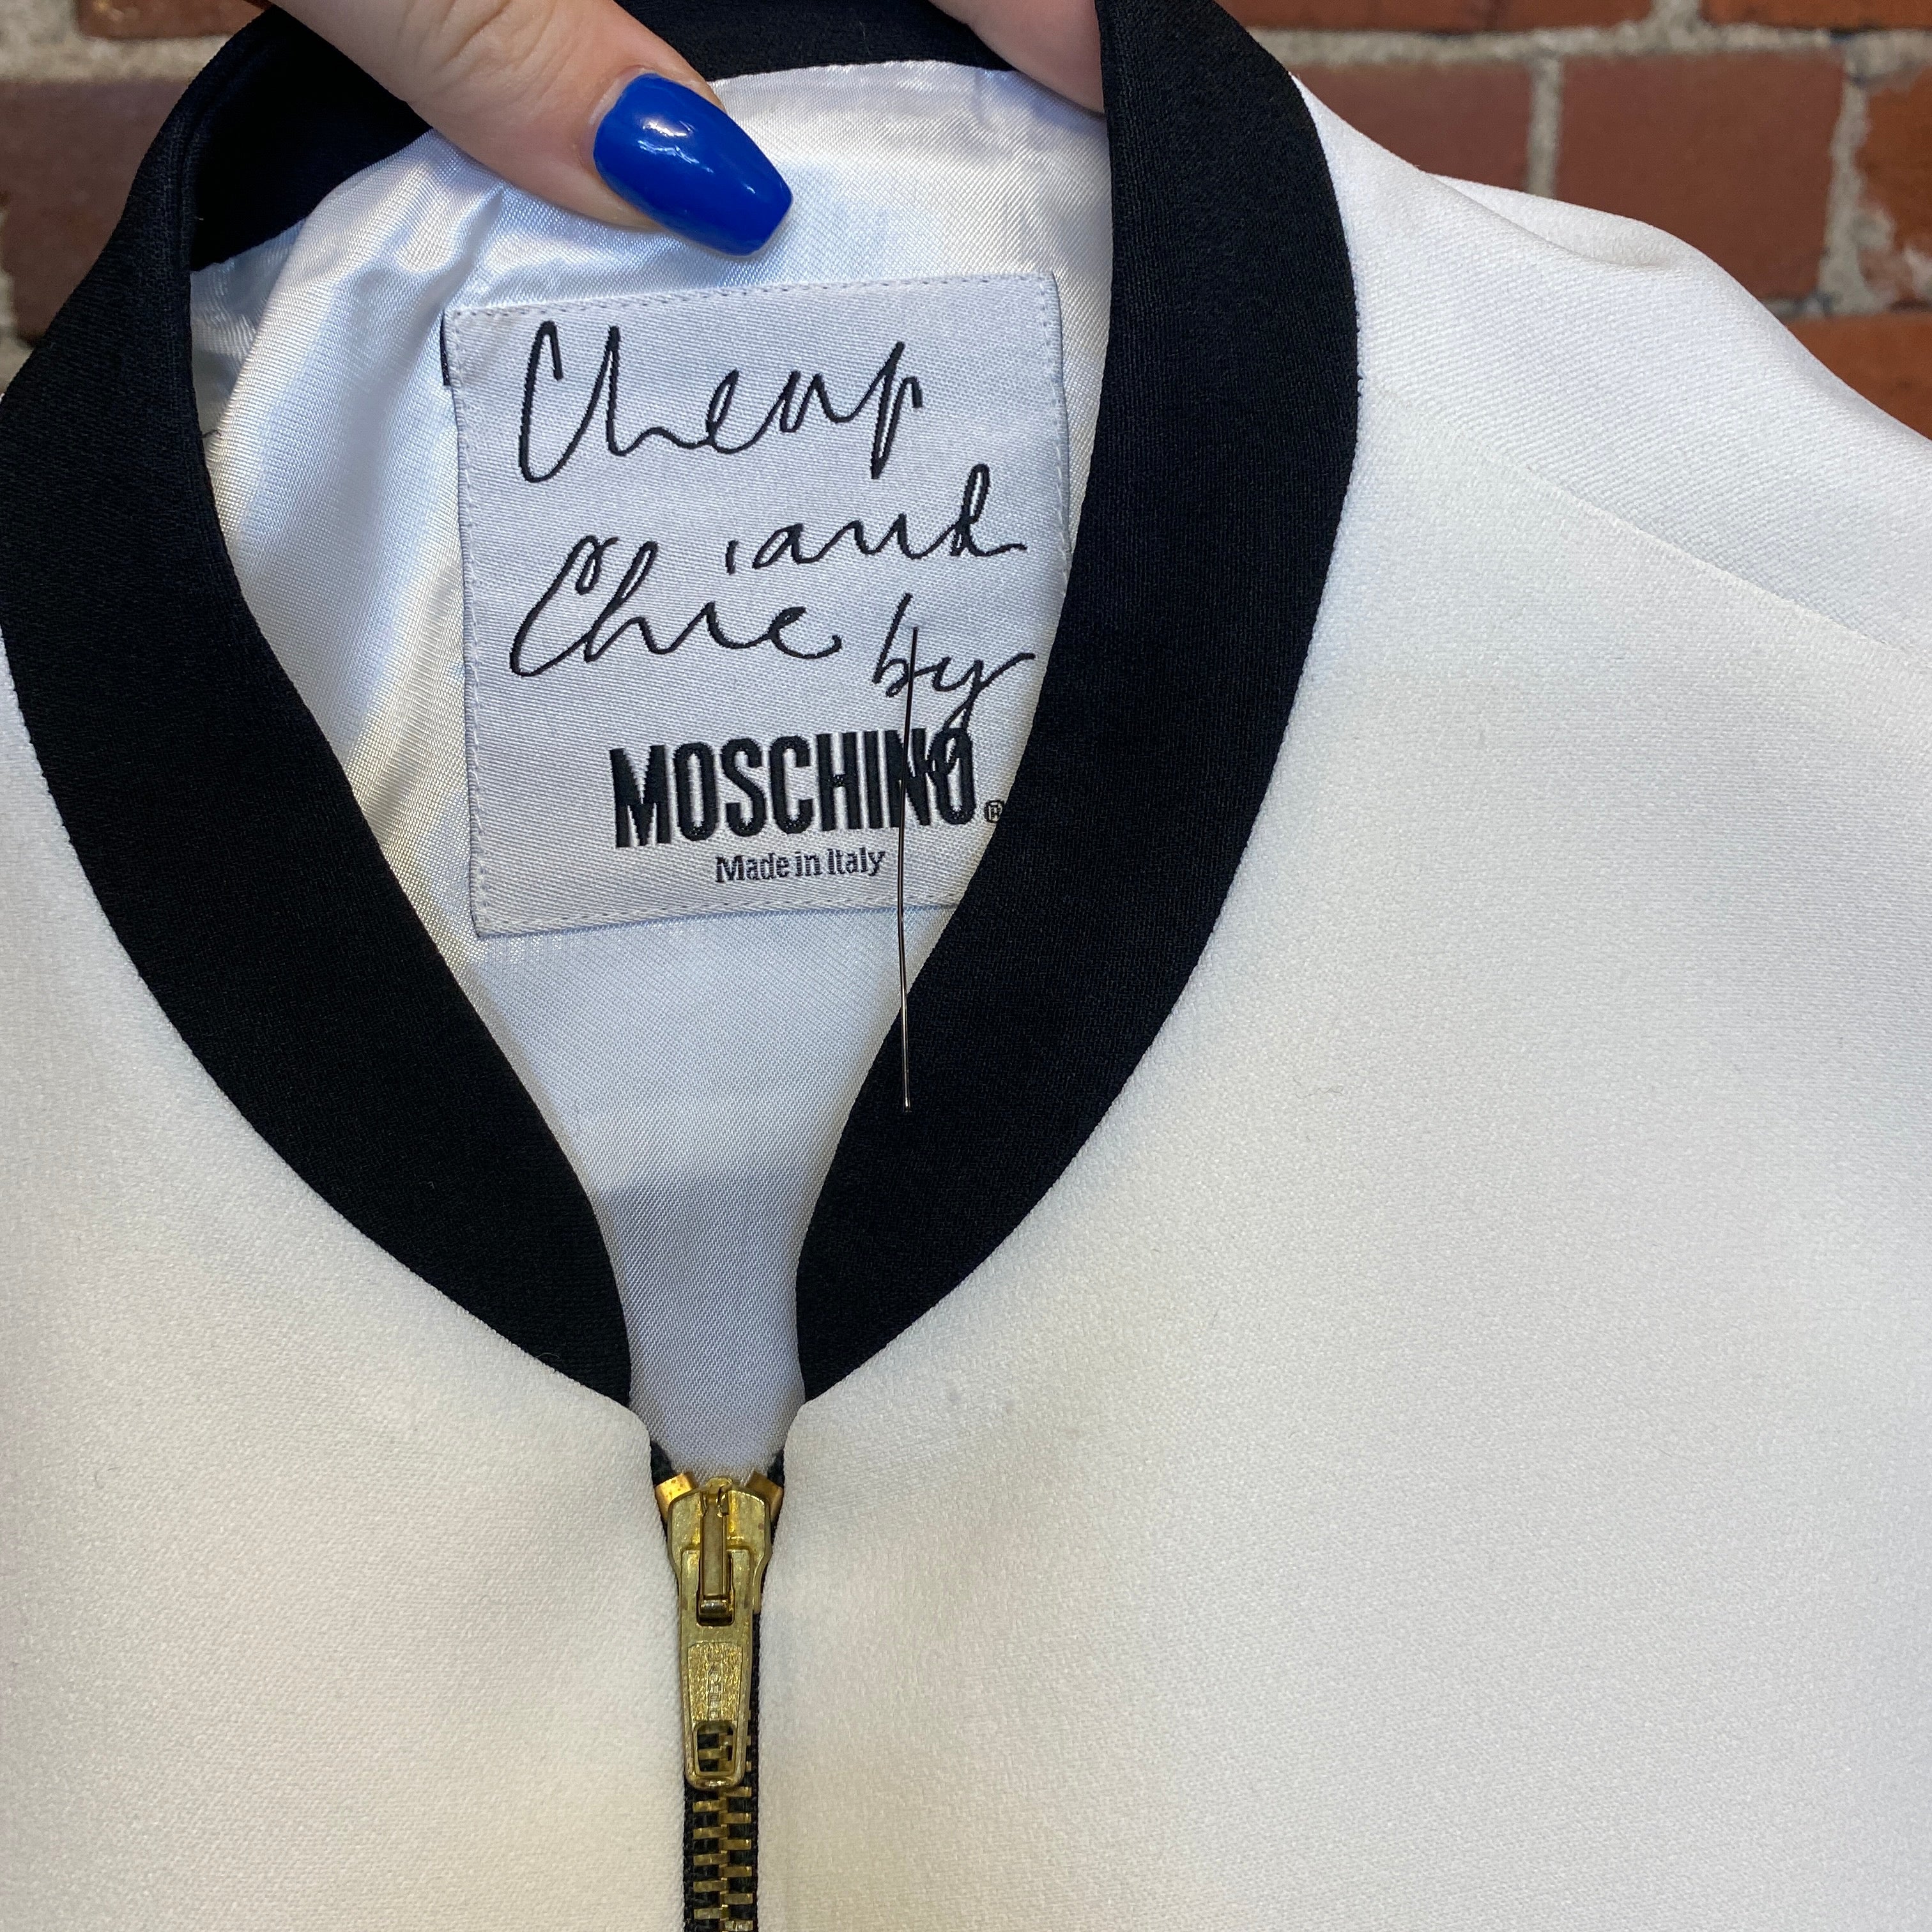 Cheap
and
Chic by
MOSCHINO®
Made in Italy